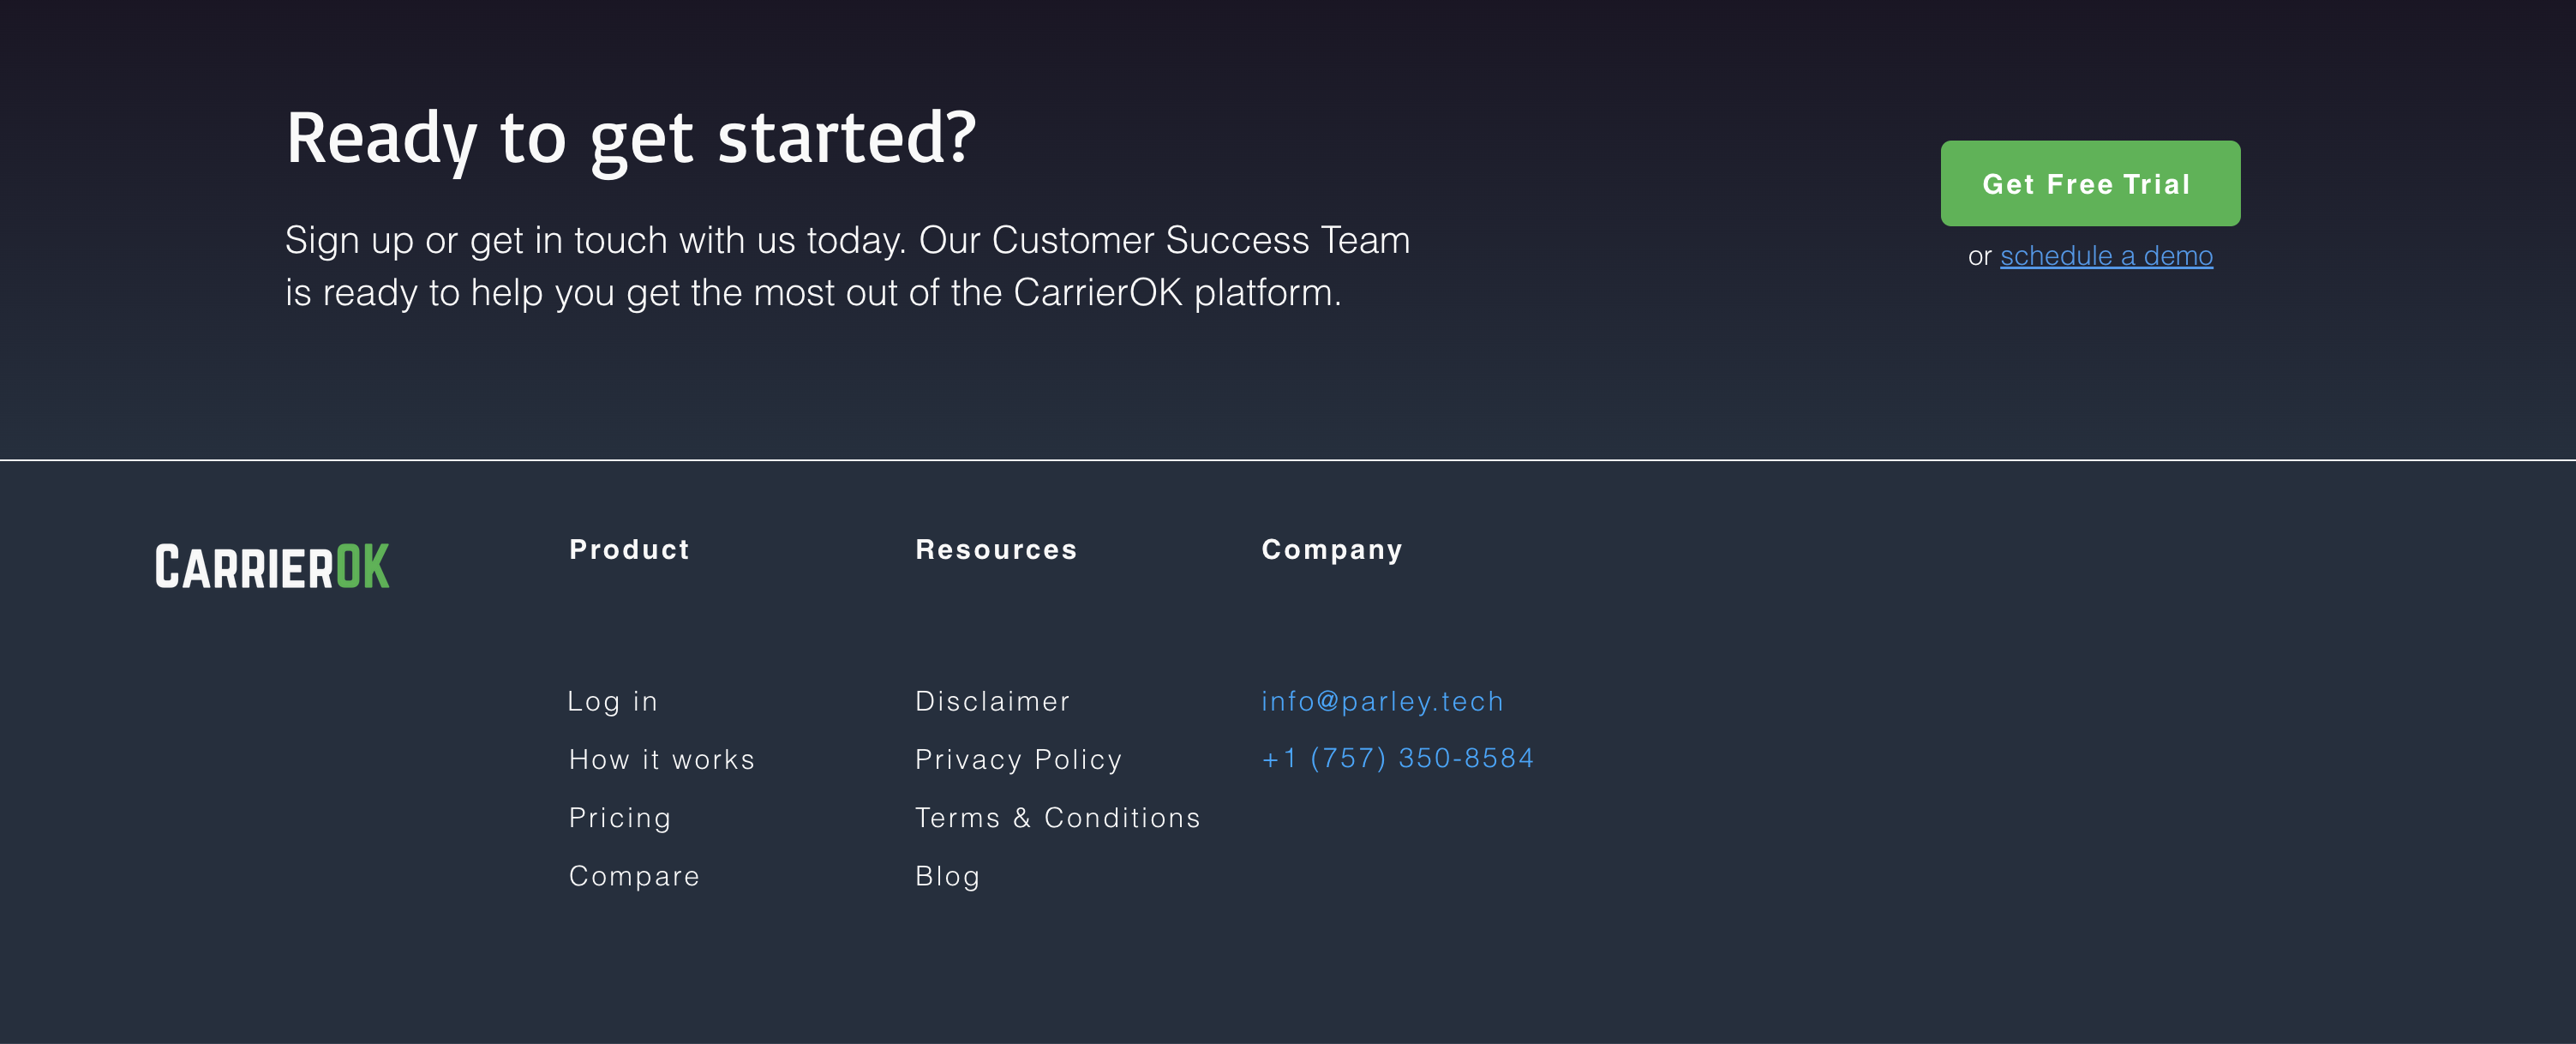 Ready to get started?
Sign up or get in touch with us today. Our Customer Success Team
is ready to help you get the most out of the CarrierOK platform.
Get Free Trial
or schedule a demo
CARRIEROK
Product
Log in
How it works
Pricing
Compare
Resources
Disclaimer
Privacy Policy
Terms & Conditions
Blog
Company
info@parley.tech
+1 (757) 350-8584